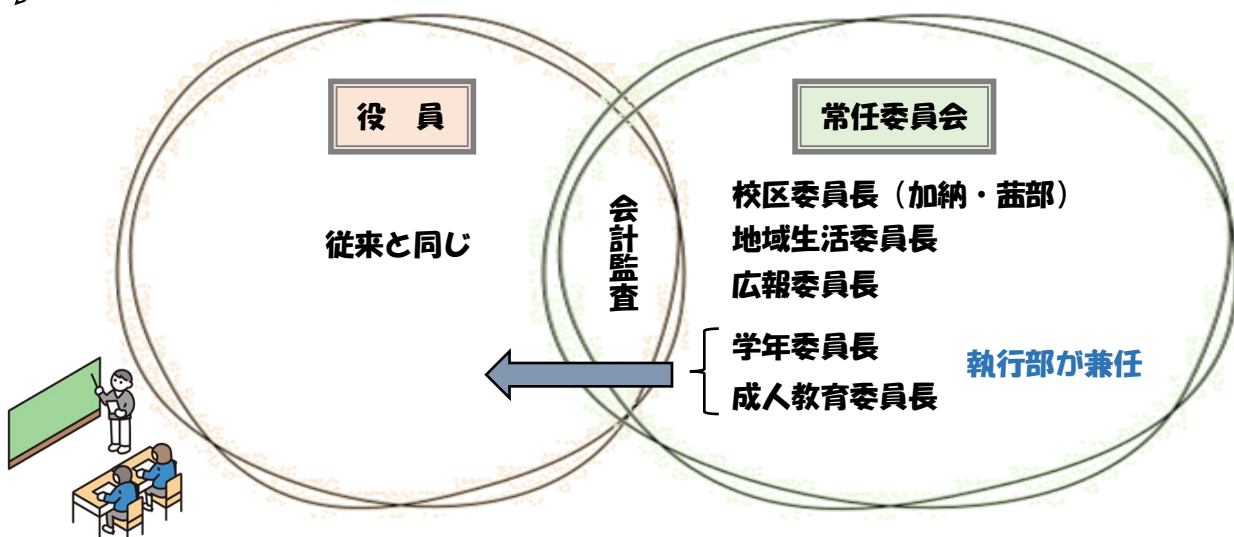 役 員
従来と同じ
会計監査
常任委員会
校区委員長（加納・茜部）
地域生活委員長
広報委員長
学年委員長
成人教育委員長
執行部が兼任